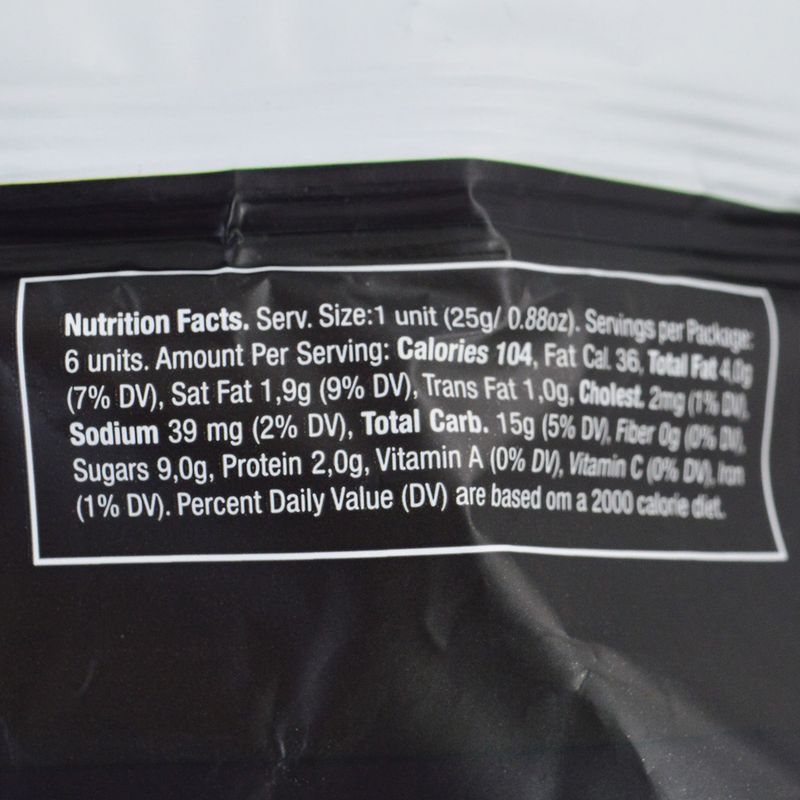 Nutrition Facts. Serv. Size:1 unit (25g/ 0.88oz). Servings per Package:
6 units. Amount Per Serving: Calories 104, Fat Cal. 36, Total Fat 4,0g
(7% DV), Sat Fat 1,9g (9% DV), Trans Fat 1,0g, Cholest. 2mg (1% DV),
Sodium 39 mg (2% DV), Total Carb. 15g (5% DV), Fiber 0g (0% DV),
Sugars 9,0g, Protein 2,0g, Vitamin A (0% DV), Vitamin C (0% DV), Iron
(1% DV). Percent Daily Value (DV) are based om a 2000 calorie diet.